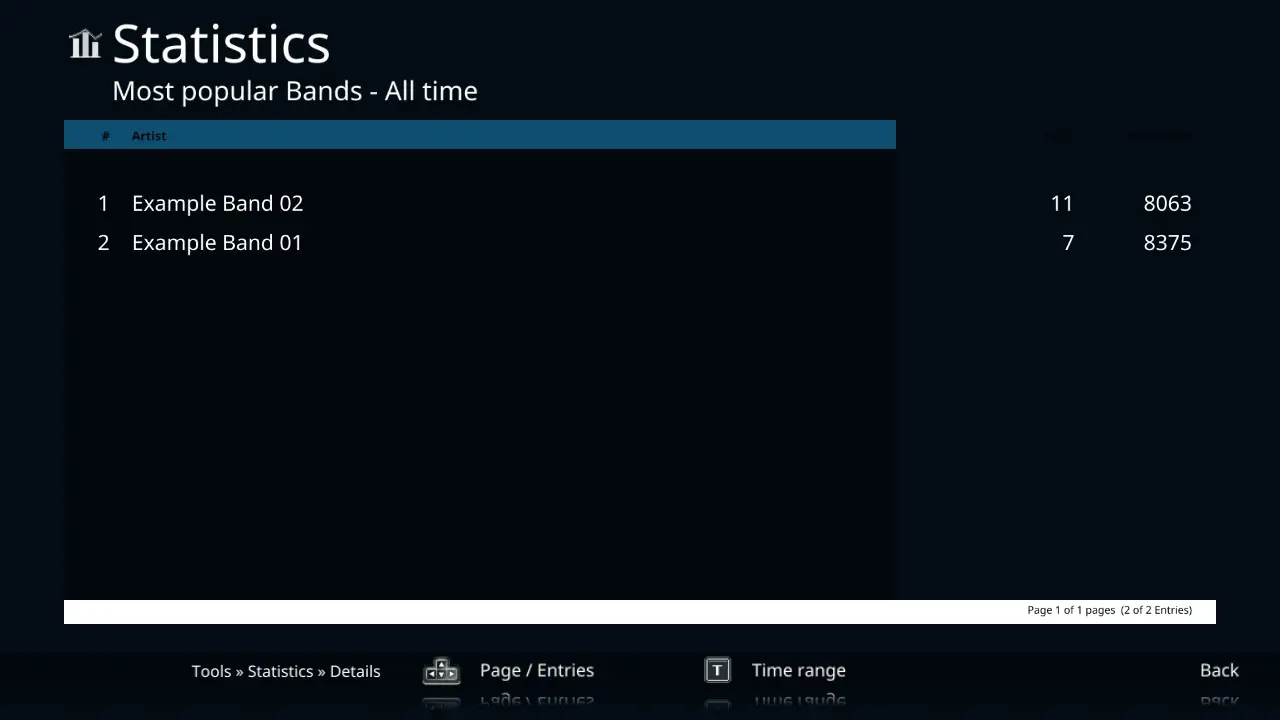 Statistics
Most popular Bands - All time
# Artist
1 Example Band 02 11 8063
2 Example Band 01 7 8375
Page 1 of 1 pages (2 of 2 Entries)
Tools » Statistics » Details Page / Entries T Time range Back